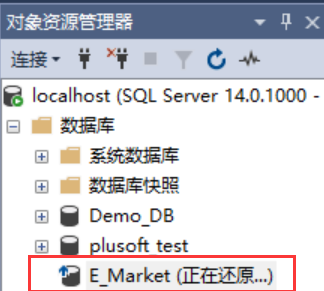 对象资源管理器
连接
localhost (SQL Server 14.0.1000 -
数据库
系统数据库
数据库快照
Demo_DB
plusoft_test
E_Market (正在还原...)